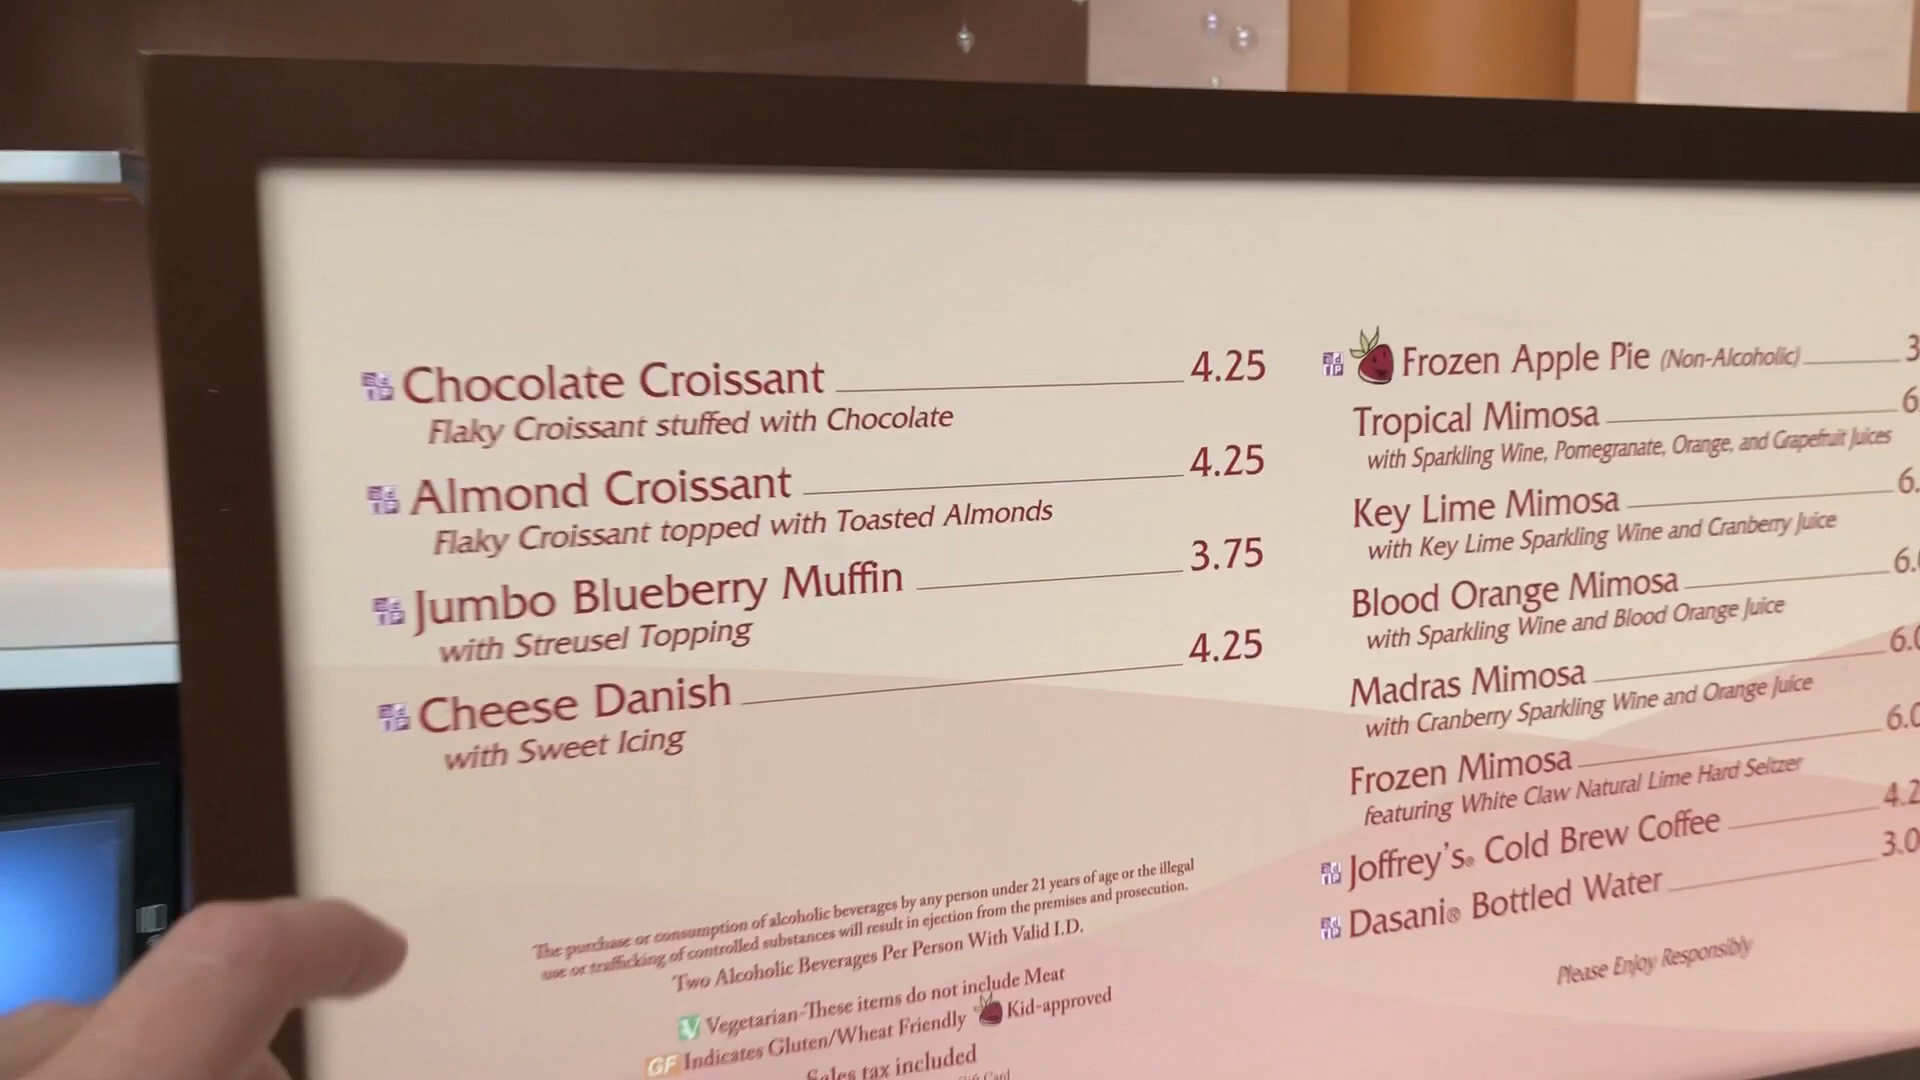 Chocolate Croissant 4.25
Flaky Croissant stuffed with Chocolate
Almond Croissant 4.25
Flaky Croissant topped with Toasted Almonds
Jumbo Blueberry Muffin 3.75
with Streusel Topping
Cheese Danish 4.25
with Sweet Icing
The purchase or consumption of alcoholic beverages by any person under 21 years of age or the illegal
use or trafficking of controlled substances will result in ejection from the premises and prosecution.
Two Alcoholic Beverages Per Person With Valid I.D.
V Vegetarian-These items do not include Meat
GF Indicates Gluten/Wheat Friendly Kid-approved
Sales tax included
Frozen Apple Pie (Non-Alcoholic) 3
Tropical Mimosa 6
with Sparkling Wine, Pomegranate, Orange, and Grapefruit Juices
Key Lime Mimosa 6.
with Key Lime Sparkling Wine and Cranberry Juice
Blood Orange Mimosa 6.0
with Sparkling Wine and Blood Orange Juice
Madras Mimosa 6.0
with Cranberry Sparkling Wine and Orange Juice
Frozen Mimosa 6.0
featuring White Claw Natural Lime Hard Seltzer
Joffrey's® Cold Brew Coffee 4.2
Dasani® Bottled Water 3.0
Please Enjoy Responsibly